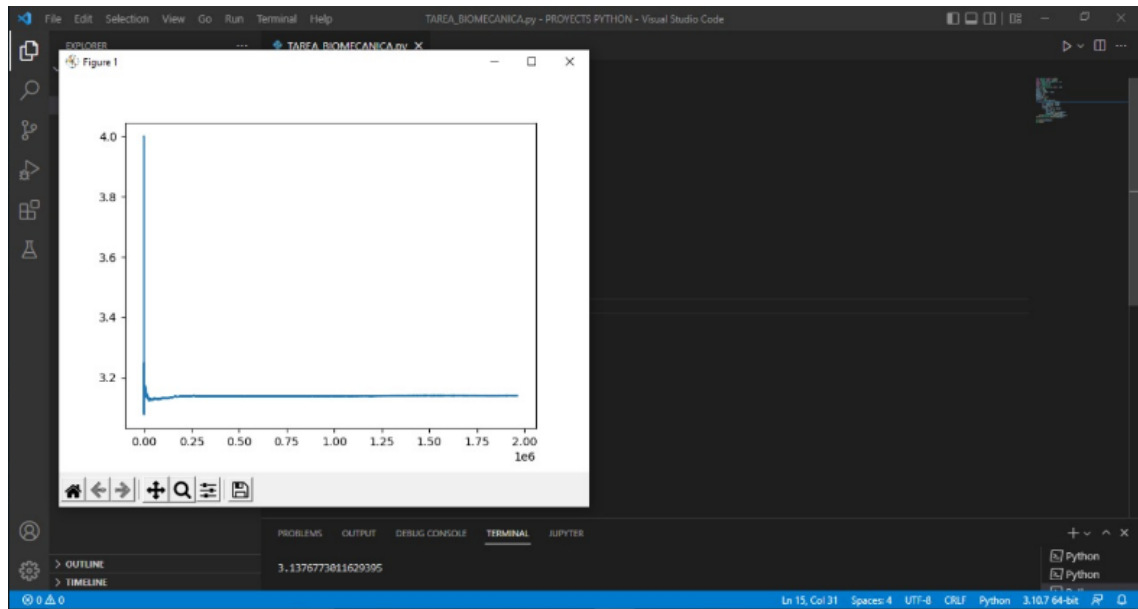 File Edit Selection View Go Run Terminal Help TAREA_BIOMECANICA.py - PROYECTS PYTHON - Visual Studio Code
EXPLORER ... TAREA_BIOMECANICA.py
Figure 1
4.0
3.8
3.6
3.4
3.2
0.00 0.25 0.50 0.75 1.00 1.25 1.50 1.75 2.00
1e6
PROBLEMS OUTPUT DEBUG CONSOLE TERMINAL JUPYTER
Python
> OUTLINE
3.1376773011629395
Python
> TIMELINE
0 0 Ln 15, Col 31 Spaces: 4 UTF-8 CRLF Python 3.10.7 64-bit